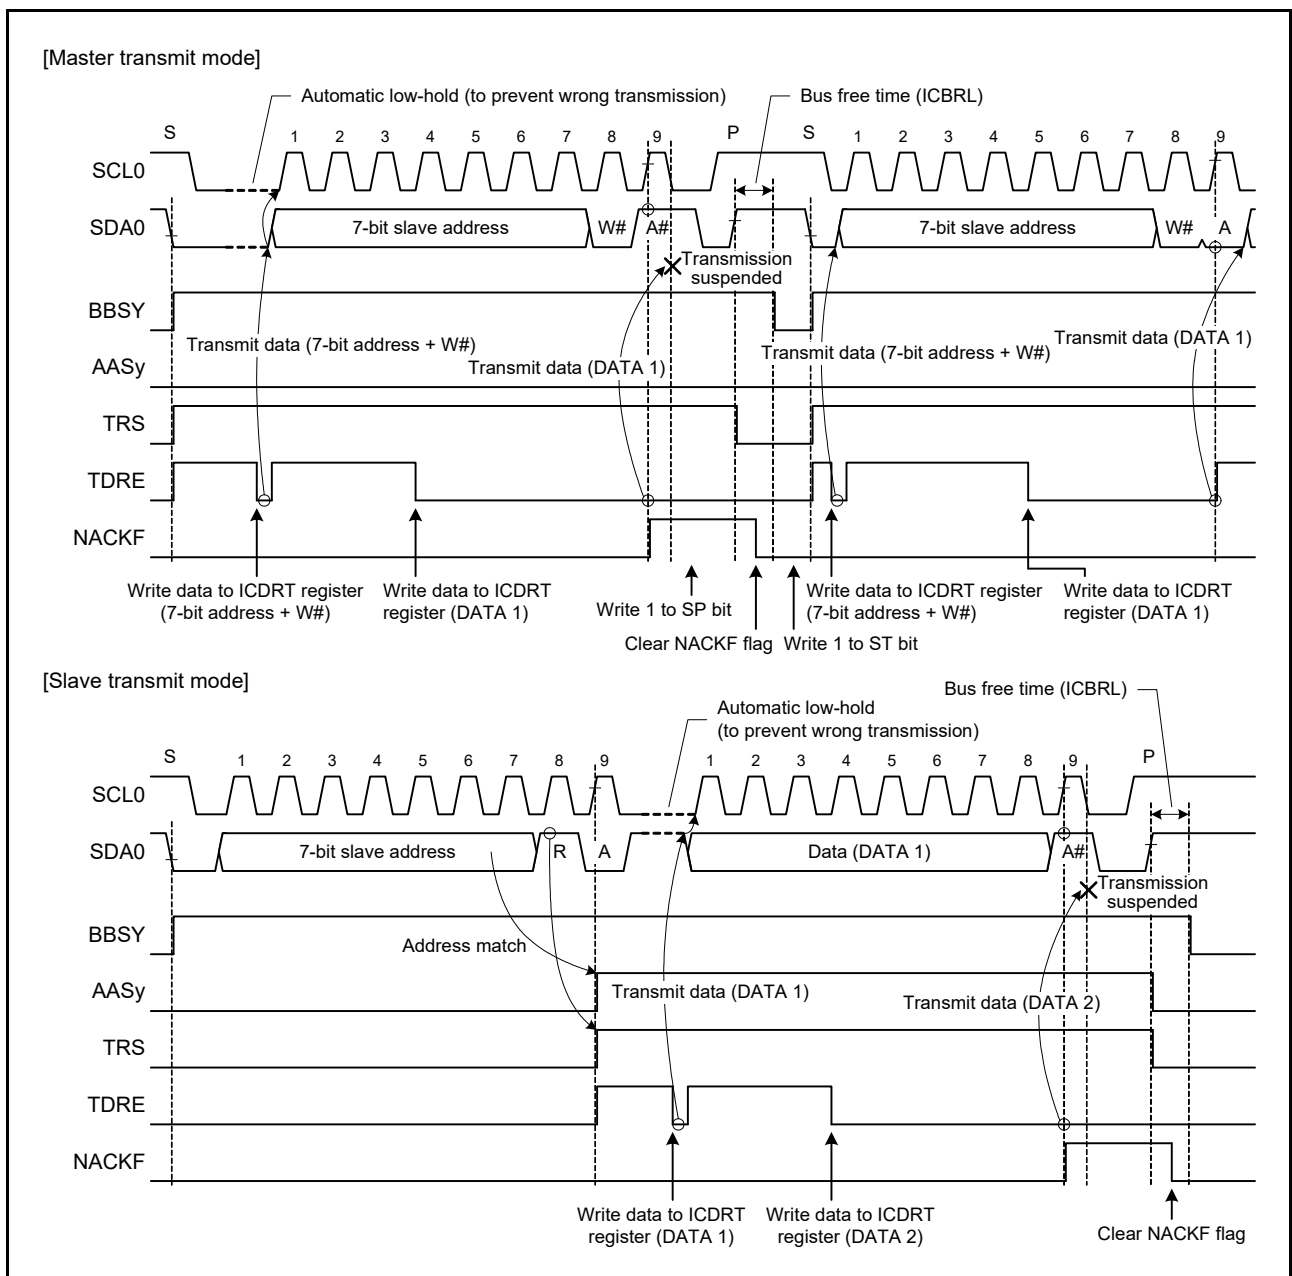 [Master transmit mode]
Automatic low-hold (to prevent wrong transmission)
Bus free time (ICBRL)
S 1 2 3 4 5 6 7 8 9 P S 1 2 3 4 5 6 7 8 9
SCL0
SDA0 7-bit slave address W# A# 7-bit slave address W# A
Transmission
suspended
BBSY
Transmit data (7-bit address + W#)
Transmit data (DATA 1)
Transmit data (7-bit address + W#)
Transmit data (DATA 1)
AASy
TRS
TDRE
NACKF
Write data to ICDRT register
(7-bit address + W#)
Write data to ICDRT
register (DATA 1)
Write 1 to SP bit
Clear NACKF flag
Write 1 to ST bit
Write data to ICDRT register
(7-bit address + W#)
Write data to ICDRT
register (DATA 1)
[Slave transmit mode]
Bus free time (ICBRL)
Automatic low-hold
(to prevent wrong transmission)
S 1 2 3 4 5 6 7 8 9 1 2 3 4 5 6 7 8 9 P
SCL0
SDA0 7-bit slave address R A Data (DATA 1) A#
Transmission
suspended
BBSY
Address match
AASy
Transmit data (DATA 1)
Transmit data (DATA 2)
TRS
TDRE
NACKF
Write data to ICDRT
register (DATA 1)
Write data to ICDRT
register (DATA 2)
Clear NACKF flag